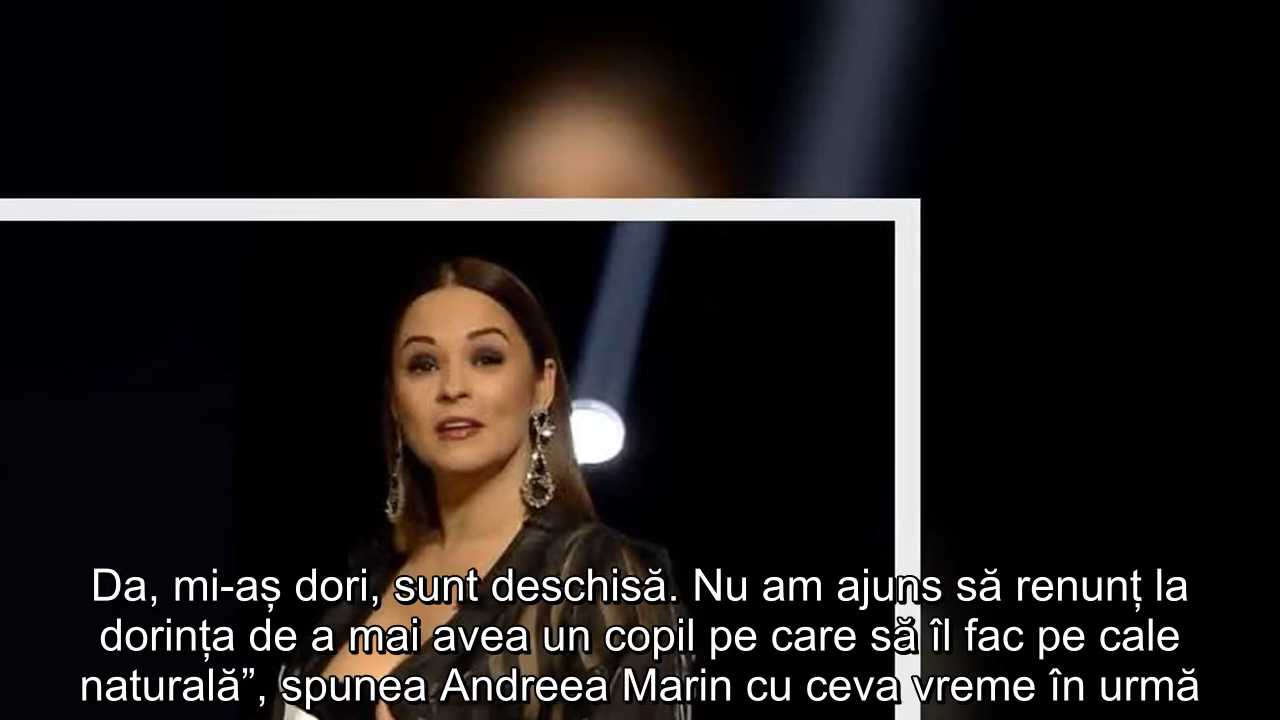 Da, mi-aș dori, sunt deschisă. Nu am ajuns să renunț la
dorința de a mai avea un copil pe care să îl fac pe cale
naturală”, spunea Andreea Marin cu ceva vreme în urmă